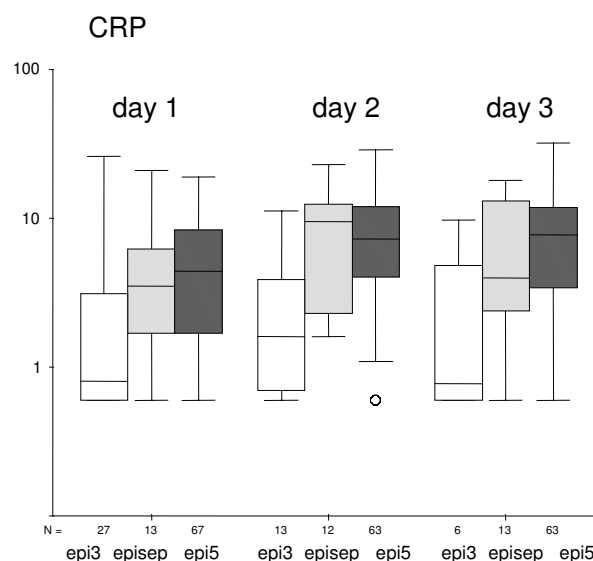 CRP
100
day 1 day 2 day 3
10
1
N = 27 13 67 13 12 63 6 13 63
epi3 episep epi5 epi3 episep epi5 epi3 episep epi5